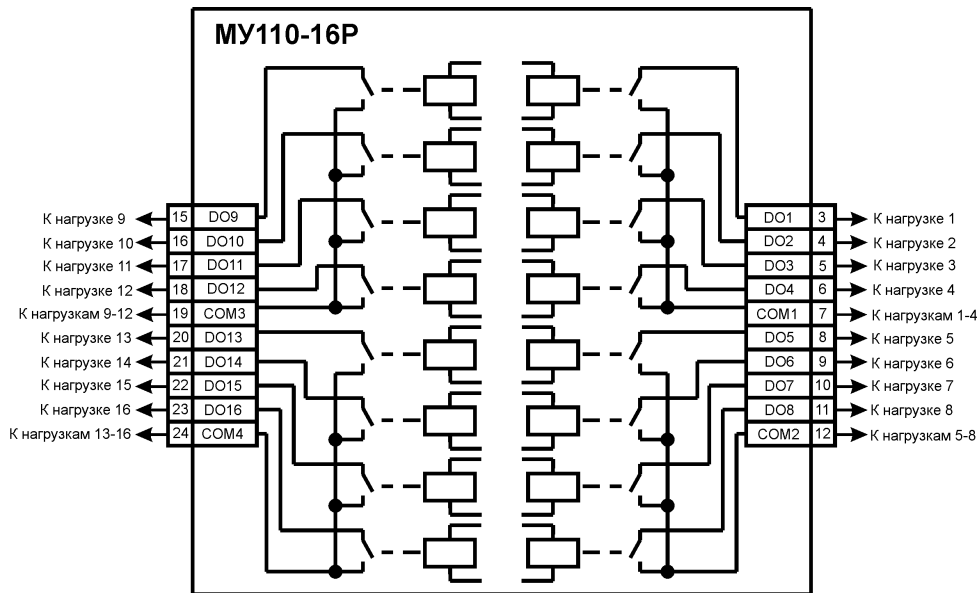 МУ110-16Р
К нагрузке 9 15 DO9
К нагрузке 10 16 DO10
К нагрузке 11 17 DO11
К нагрузке 12 18 DO12
К нагрузкам 9-12 19 COM3
К нагрузке 13 20 DO13
К нагрузке 14 21 DO14
К нагрузке 15 22 DO15
К нагрузке 16 23 DO16
К нагрузкам 13-16 24 COM4
DO1 3 К нагрузке 1
DO2 4 К нагрузке 2
DO3 5 К нагрузке 3
DO4 6 К нагрузке 4
COM1 7 К нагрузкам 1-4
DO5 8 К нагрузке 5
DO6 9 К нагрузке 6
DO7 10 К нагрузке 7
DO8 11 К нагрузке 8
COM2 12 К нагрузкам 5-8